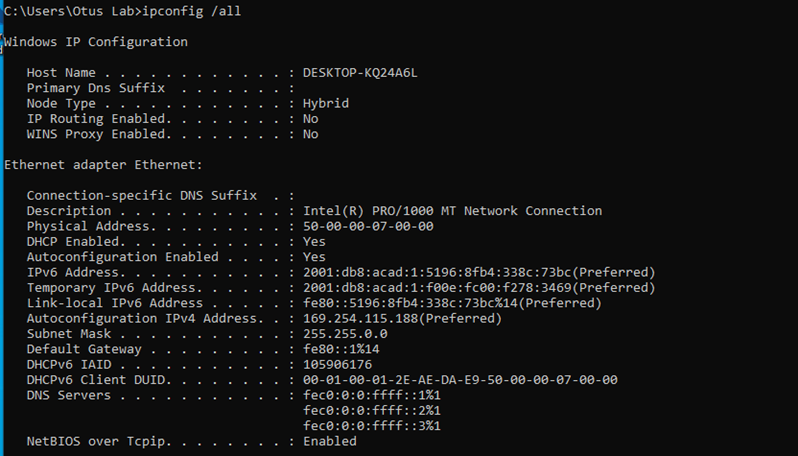 C:\Users\Otus Lab>ipconfig /all
Windows IP Configuration
Host Name . . . . . . . . . . . . : DESKTOP-KQ24A6L
Primary Dns Suffix  . . . . . . . :
Node Type . . . . . . . . . . . . : Hybrid
IP Routing Enabled. . . . . . . . : No
WINS Proxy Enabled. . . . . . . . : No
Ethernet adapter Ethernet:
Connection-specific DNS Suffix  . :
Description . . . . . . . . . . . : Intel(R) PRO/1000 MT Network Connection
Physical Address. . . . . . . . . : 50-00-00-07-00-00
DHCP Enabled. . . . . . . . . . . : Yes
Autoconfiguration Enabled . . . . : Yes
IPv6 Address. . . . . . . . . . . : 2001:db8:acad:1:5196:8fb4:338c:73bc(Preferred)
Temporary IPv6 Address. . . . . . : 2001:db8:acad:1:f00e:fc00:f278:3469(Preferred)
Link-local IPv6 Address . . . . . : fe80::5196:8fb4:338c:73bc%14(Preferred)
Autoconfiguration IPv4 Address. . : 169.254.115.188(Preferred)
Subnet Mask . . . . . . . . . . . : 255.255.0.0
Default Gateway . . . . . . . . . : fe80::1%14
DHCPv6 IAID . . . . . . . . . . . : 105906176
DHCPv6 Client DUID. . . . . . . . : 00-01-00-01-2E-AE-DA-E9-50-00-00-07-00-00
DNS Servers . . . . . . . . . . . : fec0:0:0:ffff::1%1
fec0:0:0:ffff::2%1
fec0:0:0:ffff::3%1
NetBIOS over Tcpip. . . . . . . . : Enabled